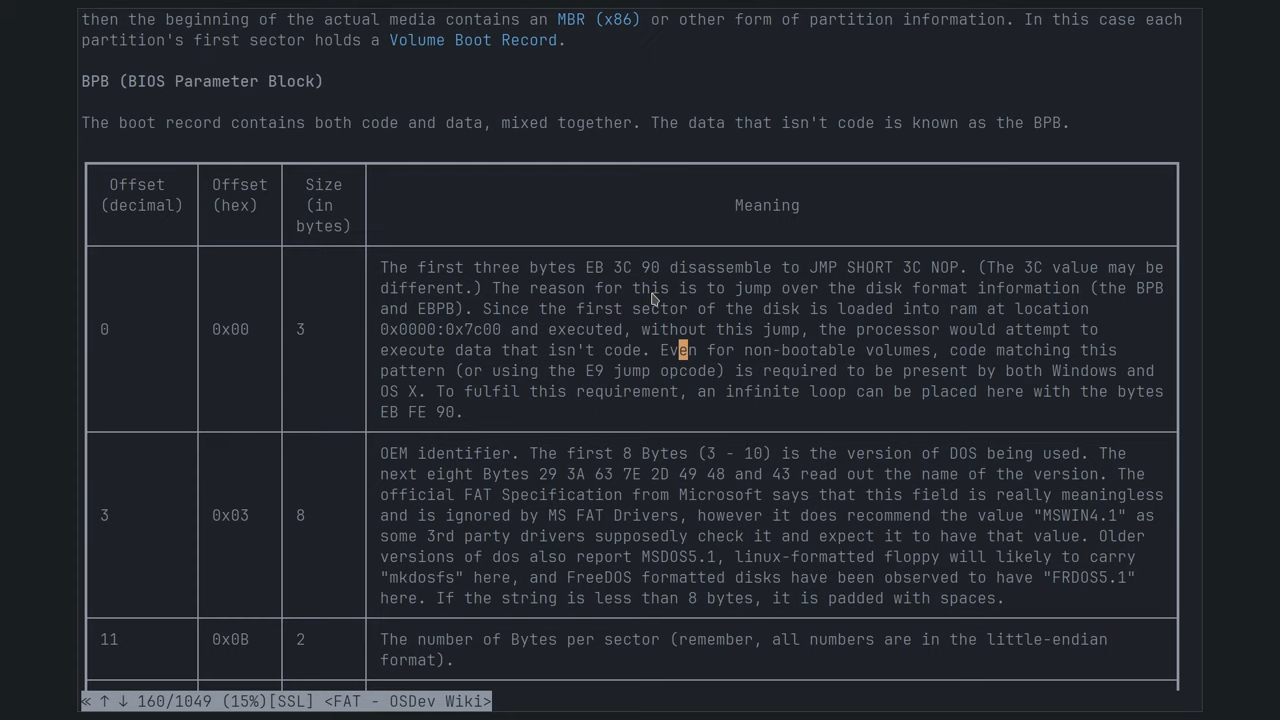 then the beginning of the actual media contains an MBR (x86) or other form of partition information. In this case each
partition's first sector holds a Volume Boot Record.
BPB (BIOS Parameter Block)
The boot record contains both code and data, mixed together. The data that isn't code is known as the BPB.
Offset (decimal) Offset (hex) Size (in bytes) Meaning
The first three bytes EB 3C 90 disassemble to JMP SHORT 3C NOP. (The 3C value may be
different.) The reason for this is to jump over the disk format information (the BPB
and EBPB). Since the first sector of the disk is loaded into ram at location
0 0x00 3 0x0000:0x7c00 and executed, without this jump, the processor would attempt to
execute data that isn't code. Even for non-bootable volumes, code matching this
pattern (or using the E9 jump opcode) is required to be present by both Windows and
OS X. To fulfil this requirement, an infinite loop can be placed here with the bytes
EB FE 90.
OEM identifier. The first 8 Bytes (3 - 10) is the version of DOS being used. The
next eight Bytes 29 3A 63 7E 2D 49 48 and 43 read out the name of the version. The
official FAT Specification from Microsoft says that this field is really meaningless
3 0x03 8 and is ignored by MS FAT Drivers, however it does recommend the value "MSWIN4.1" as
some 3rd party drivers supposedly check it and expect it to have that value. Older
versions of dos also report MSDOS5.1, linux-formatted floppy will likely to carry
"mkdosfs" here, and FreeDOS formatted disks have been observed to have "FRDOS5.1"
here. If the string is less than 8 bytes, it is padded with spaces.
11 0x0B 2 The number of Bytes per sector (remember, all numbers are in the little-endian
format).
« ↑ ↓ 160/1049 (15%)[SSL] <FAT - OSDev Wiki>